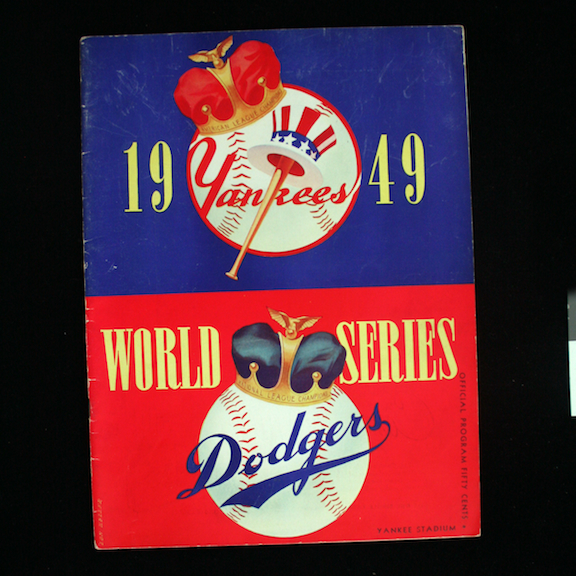 AMERICAN LEAGUE CHAMPIONS
19 Yankees 49
WORLD SERIES
NATIONAL LEAGUE CHAMPIONS
Dodgers
OFFICIAL PROGRAM FIFTY CENTS
YANKEE STADIUM